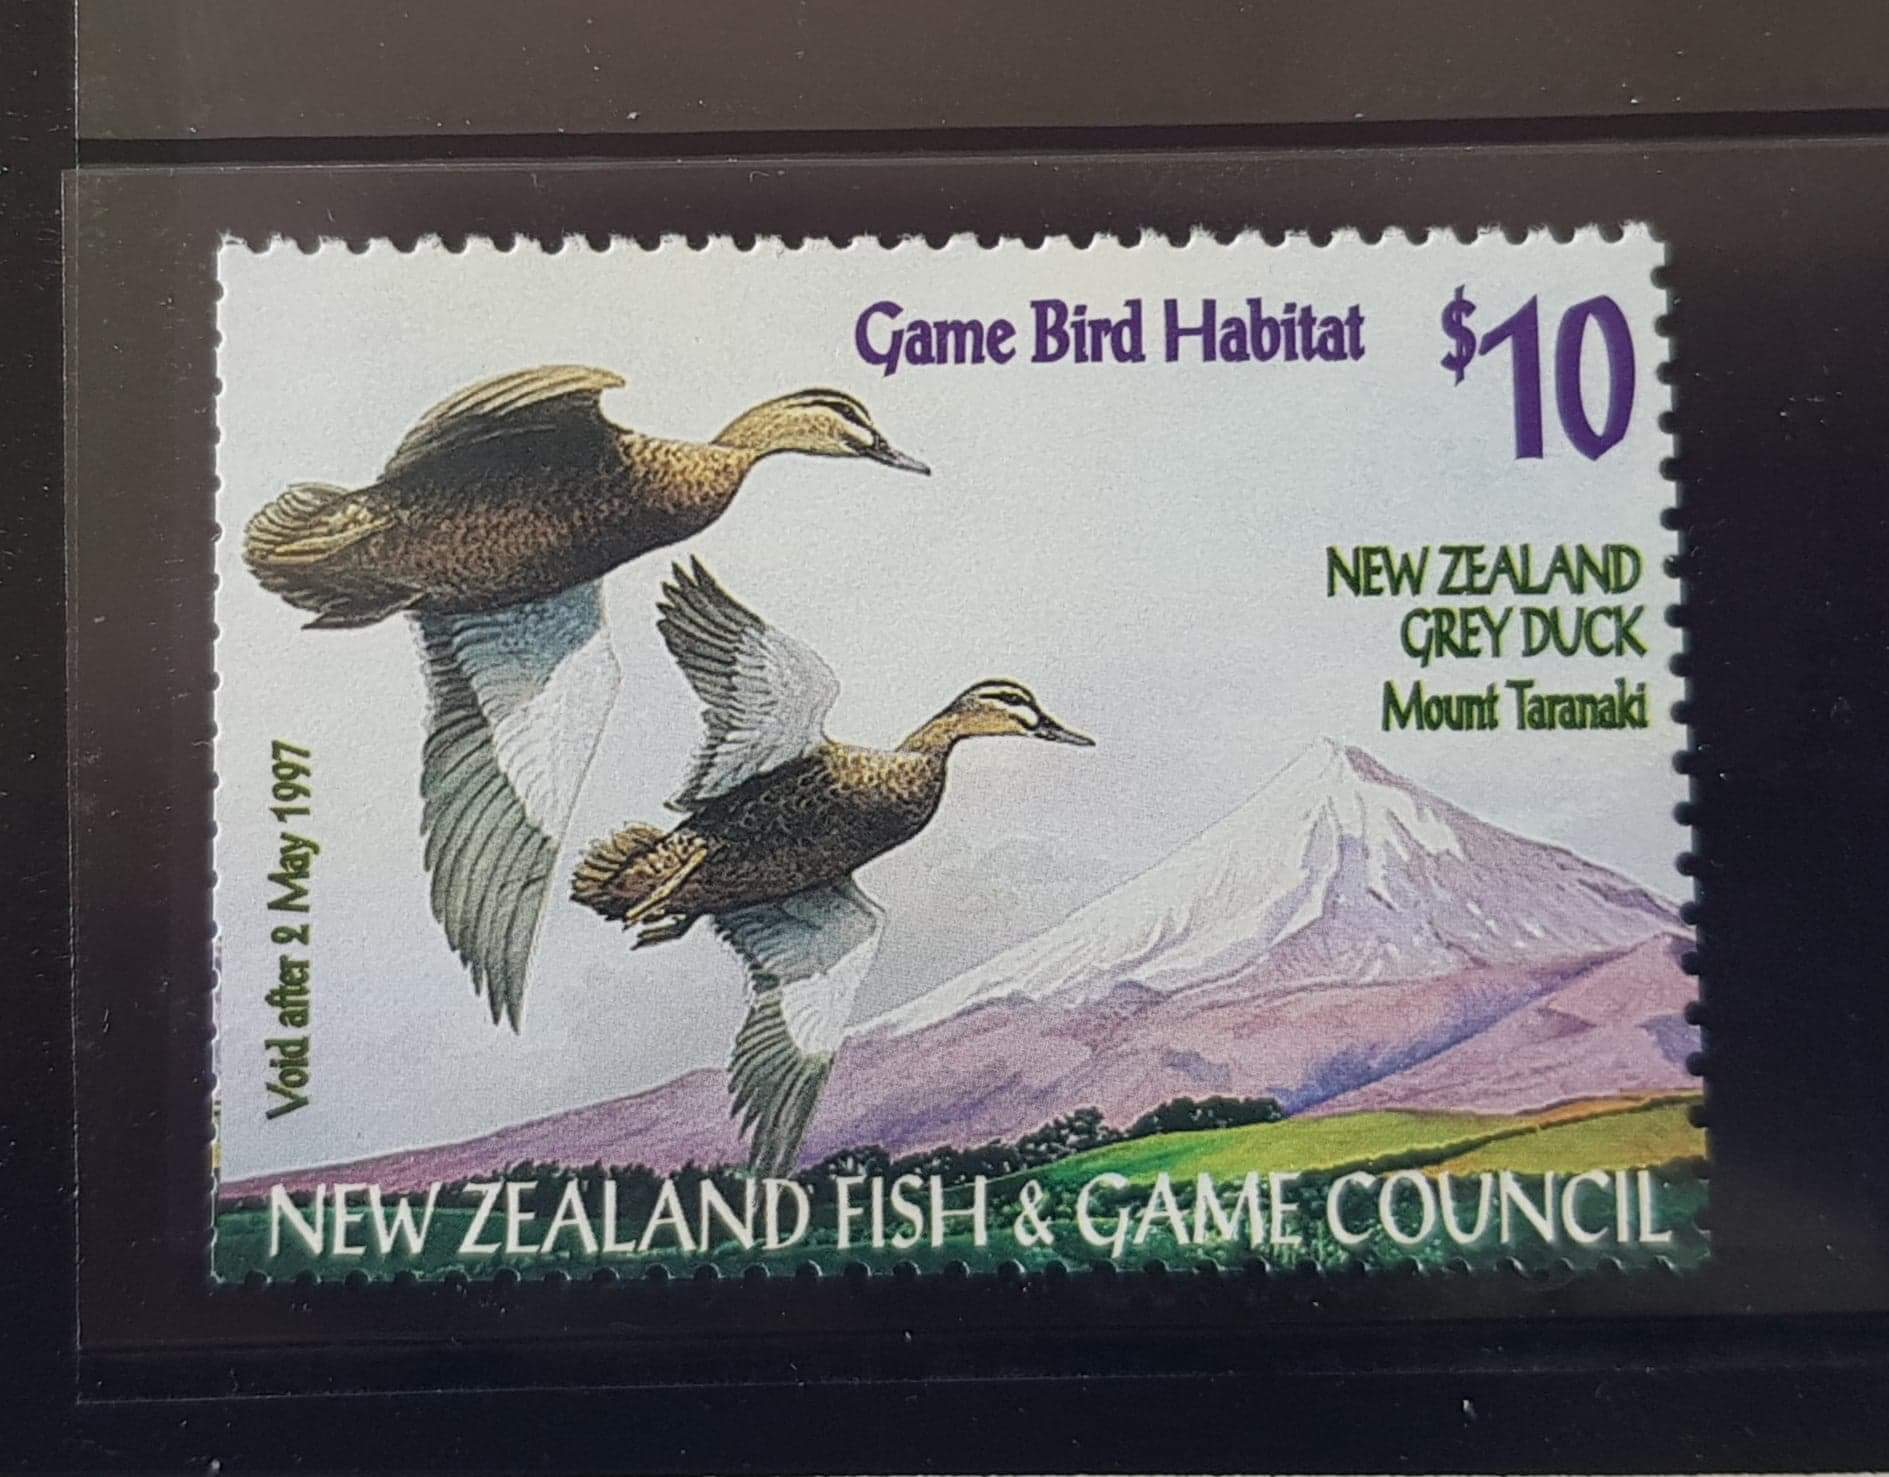 Game Bird Habitat $10
NEW ZEALAND
GREY DUCK
Mount Taranaki
Void after 2 May 1997
NEW ZEALAND FISH & GAME COUNCIL